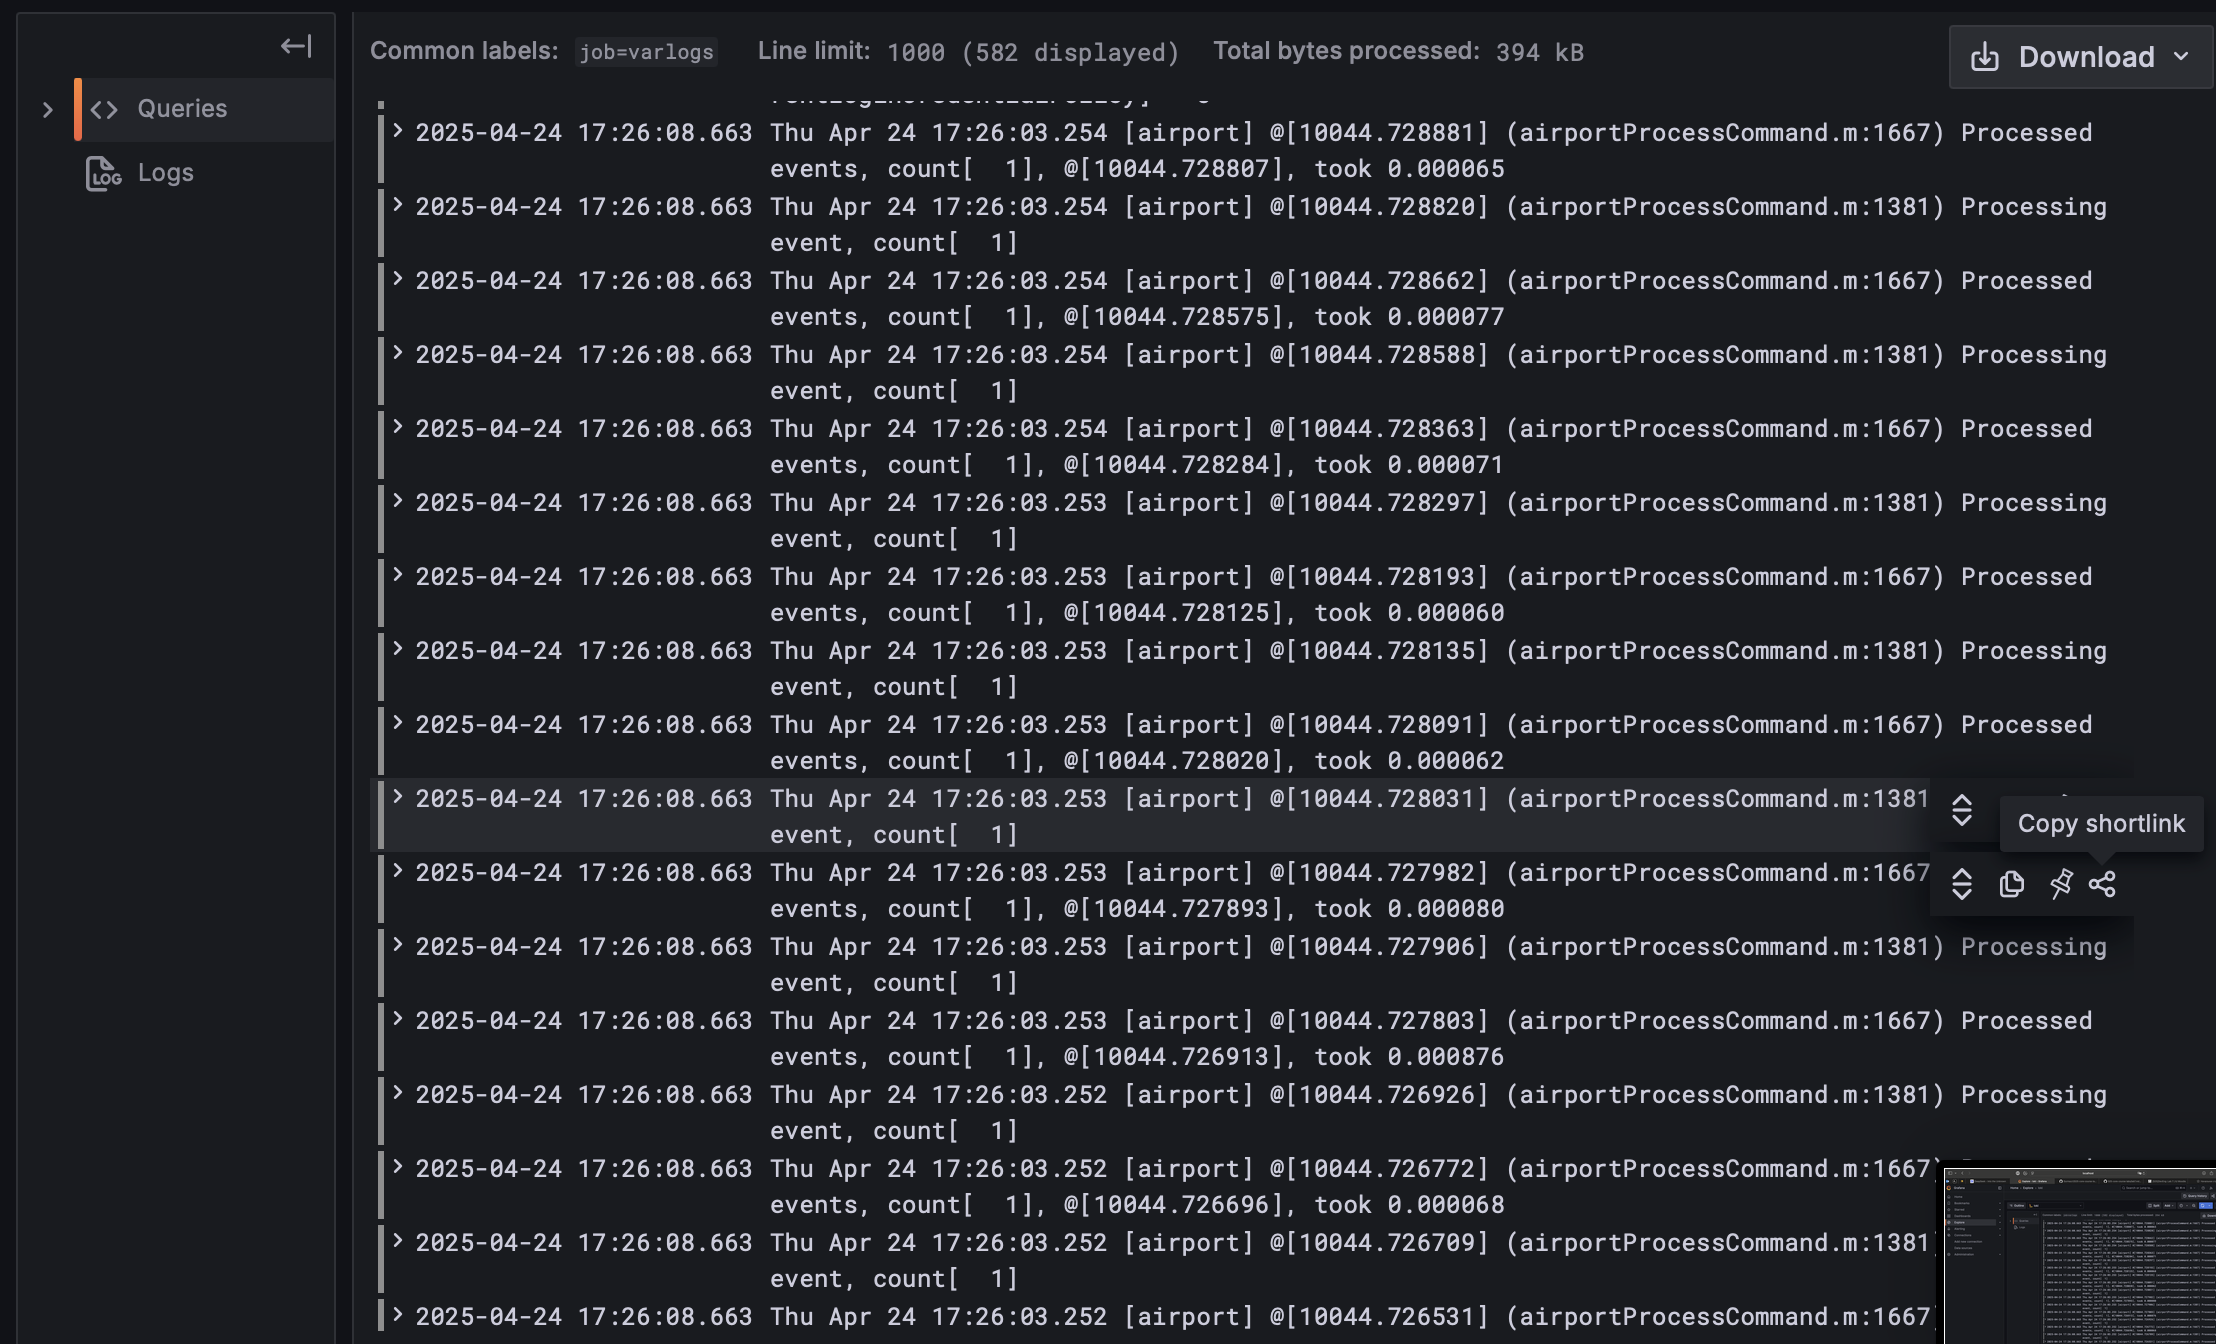 Common labels: job=varlogs Line limit: 1000 (582 displayed) Total bytes processed: 394 kB
Download
Queries
Logs
2025-04-24 17:26:08.663 Thu Apr 24 17:26:03.254 [airport] @[10044.728881] (airportProcessCommand.m:1667) Processed
events, count[  1], @[10044.728807], took 0.000065
2025-04-24 17:26:08.663 Thu Apr 24 17:26:03.254 [airport] @[10044.728820] (airportProcessCommand.m:1381) Processing
event, count[  1]
2025-04-24 17:26:08.663 Thu Apr 24 17:26:03.254 [airport] @[10044.728662] (airportProcessCommand.m:1667) Processed
events, count[  1], @[10044.728575], took 0.000077
2025-04-24 17:26:08.663 Thu Apr 24 17:26:03.254 [airport] @[10044.728588] (airportProcessCommand.m:1381) Processing
event, count[  1]
2025-04-24 17:26:08.663 Thu Apr 24 17:26:03.254 [airport] @[10044.728363] (airportProcessCommand.m:1667) Processed
events, count[  1], @[10044.728284], took 0.000071
2025-04-24 17:26:08.663 Thu Apr 24 17:26:03.253 [airport] @[10044.728297] (airportProcessCommand.m:1381) Processing
event, count[  1]
2025-04-24 17:26:08.663 Thu Apr 24 17:26:03.253 [airport] @[10044.728193] (airportProcessCommand.m:1667) Processed
events, count[  1], @[10044.728125], took 0.000060
2025-04-24 17:26:08.663 Thu Apr 24 17:26:03.253 [airport] @[10044.728135] (airportProcessCommand.m:1381) Processing
event, count[  1]
2025-04-24 17:26:08.663 Thu Apr 24 17:26:03.253 [airport] @[10044.728091] (airportProcessCommand.m:1667) Processed
events, count[  1], @[10044.728020], took 0.000062
2025-04-24 17:26:08.663 Thu Apr 24 17:26:03.253 [airport] @[10044.728031] (airportProcessCommand.m:1381
Copy shortlink
event, count[  1]
2025-04-24 17:26:08.663 Thu Apr 24 17:26:03.253 [airport] @[10044.727982] (airportProcessCommand.m:1667
events, count[  1], @[10044.727893], took 0.000080
2025-04-24 17:26:08.663 Thu Apr 24 17:26:03.253 [airport] @[10044.727906] (airportProcessCommand.m:1381) Processing
event, count[  1]
2025-04-24 17:26:08.663 Thu Apr 24 17:26:03.253 [airport] @[10044.727803] (airportProcessCommand.m:1667) Processed
events, count[  1], @[10044.726913], took 0.000876
2025-04-24 17:26:08.663 Thu Apr 24 17:26:03.252 [airport] @[10044.726926] (airportProcessCommand.m:1381) Processing
event, count[  1]
2025-04-24 17:26:08.663 Thu Apr 24 17:26:03.252 [airport] @[10044.726772] (airportProcessCommand.m:1667)
events, count[  1], @[10044.726696], took 0.000068
2025-04-24 17:26:08.663 Thu Apr 24 17:26:03.252 [airport] @[10044.726709] (airportProcessCommand.m:1381
event, count[  1]
2025-04-24 17:26:08.663 Thu Apr 24 17:26:03.252 [airport] @[10044.726531] (airportProcessCommand.m:1667